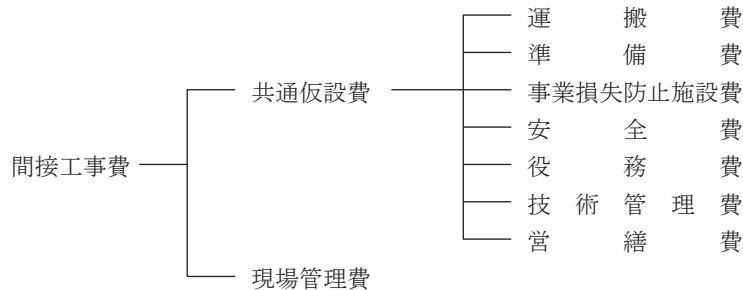 運搬費
準備費
共通仮設費
事業損失防止施設費
安全費
間接工事費
役務費
技術管理費
営繕費
現場管理費